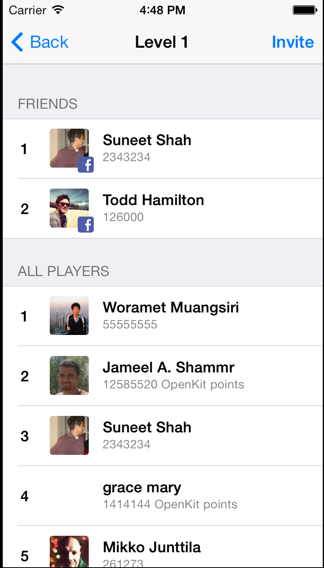 Carrier 4:48 PM
Back Level 1 Invite
FRIENDS
1 Suneet Shah
2343234
2 Todd Hamilton
126000
ALL PLAYERS
1 Woramet Muangsiri
55555555
2 Jameel A. Shammr
12585520 OpenKit points
3 Suneet Shah
2343234
4 grace mary
1414144 OpenKit points
5 Mikko Junttila
261273